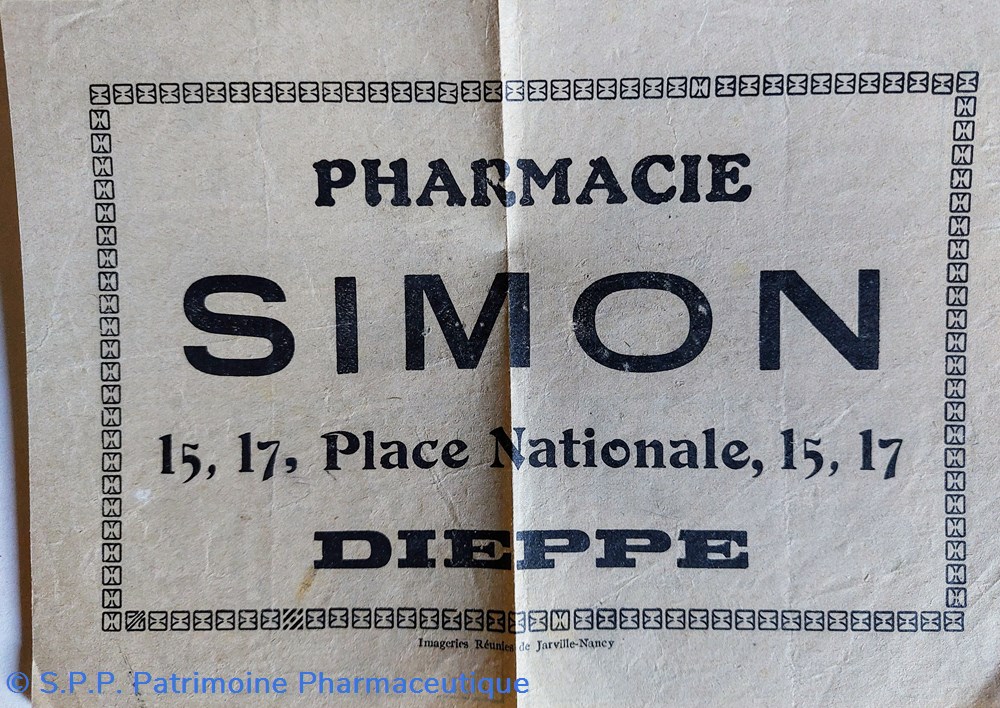 PHARMACIE
SIMON
15, 17, Place Nationale, 15, 17
DIEPPE
Imageries Réunies de Jarville-Nancy
© S.P.P. Patrimoine Pharmaceutique